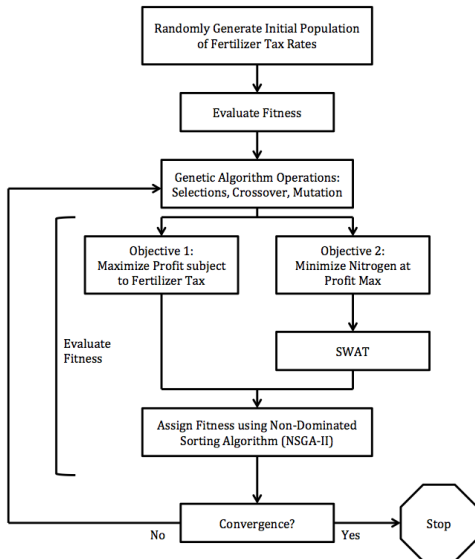 Randomly Generate Initial Population
of Fertilizer Tax Rates
Evaluate Fitness
Genetic Algorithm Operations:
Selections, Crossover, Mutation
Objective 1:
Maximize Profit subject
to Fertilizer Tax
Objective 2:
Minimize Nitrogen at
Profit Max
Evaluate
Fitness
SWAT
Assign Fitness using Non-Dominated
Sorting Algorithm (NSGA-II)
Convergence?
No
Yes
Stop